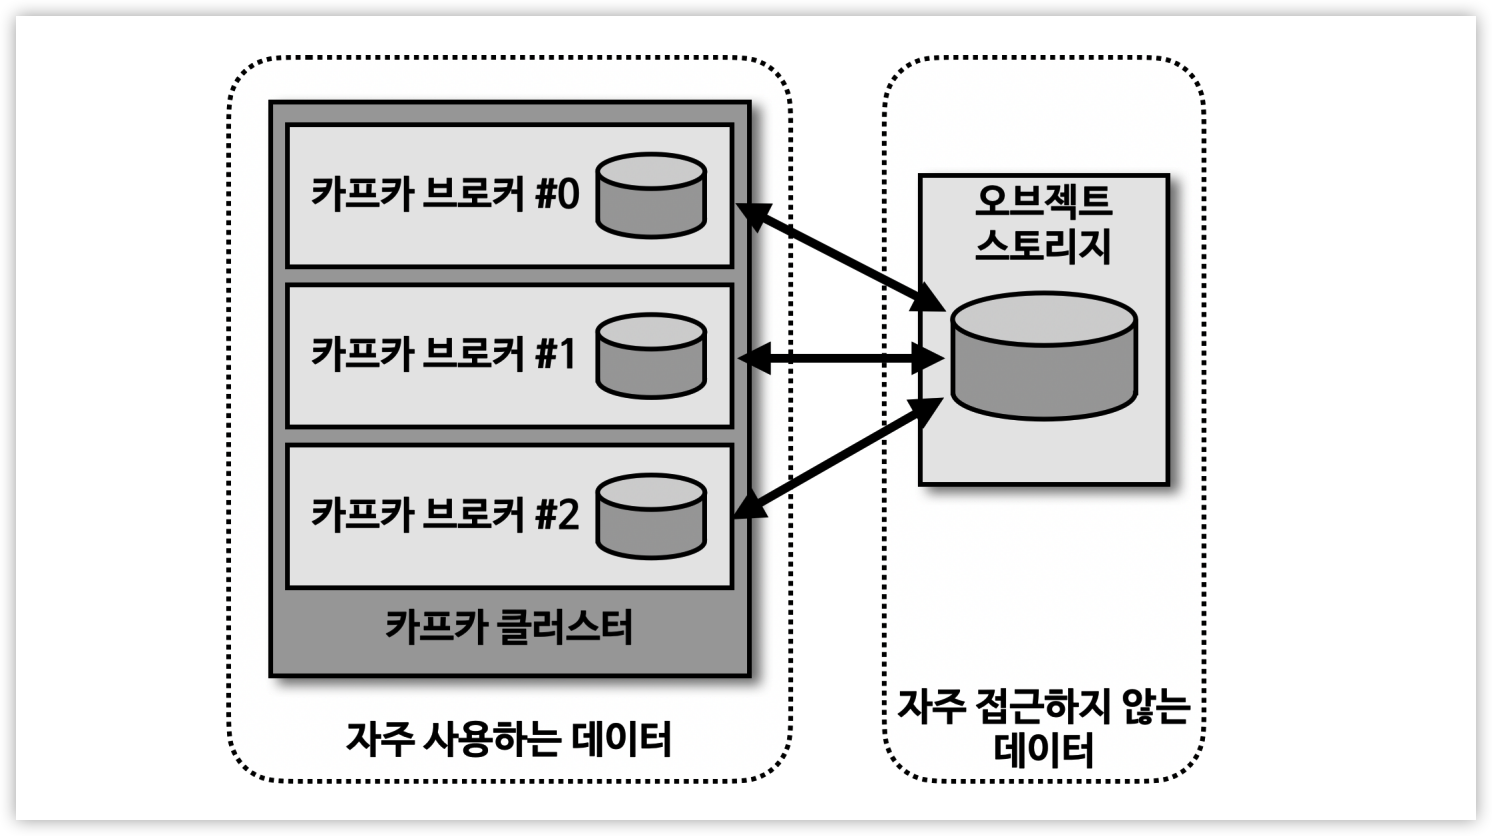 카프카 브로커 #0
카프카 브로커 #1
카프카 브로커 #2
카프카 클러스터
자주 사용하는 데이터
오브젝트
스토리지
자주 접근하지 않는
데이터